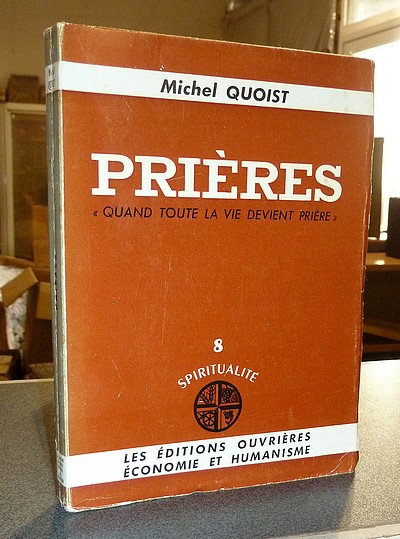 Michel QUOIST
PRIÈRES
« QUAND TOUTE LA VIE DEVIENT PRIÈRE »
8
SPIRITUALITÉ
LES ÉDITIONS OUVRIÈRES
ÉCONOMIE ET HUMANISME